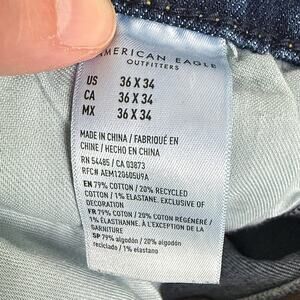 AMERICAN EAGLE
OUTFITTERS
US 36 X 34
CA 36 X 34
MX 36 X 34
MADE IN CHINA / FABRIQUÉ EN
CHINE / HECHO EN CHINA
RN 54485 / CA 03873
RFC# AEM120605U9A
EN 79% COTTON / 20% RECYCLED
COTTON / 1% ELASTANE. EXCLUSIVE OF
DECORATION
FR 79% COTON / 20% COTON RÉGÉNÉRÉ /
1% ÉLASTHANNE. À L'EXCEPTION DE LA
GARNITURE
SP 79% algodón / 20% algodón
reciclado / 1% elastano